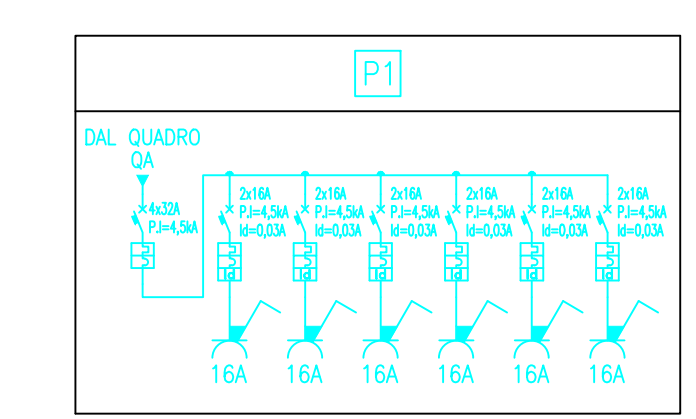 P1
DAL QUADRO
QA
4x32A
P.I=4,5kA
2x16A
P.I=4,5kA
Id=0,03A
2x16A
P.I=4,5kA
Id=0,03A
2x16A
P.I=4,5kA
Id=0,03A
2x16A
P.I=4,5kA
Id=0,03A
2x16A
P.I=4,5kA
Id=0,03A
2x16A
P.I=4,5kA
Id=0,03A
Id
Id
Id
Id
Id
Id
16A
16A
16A
16A
16A
16A